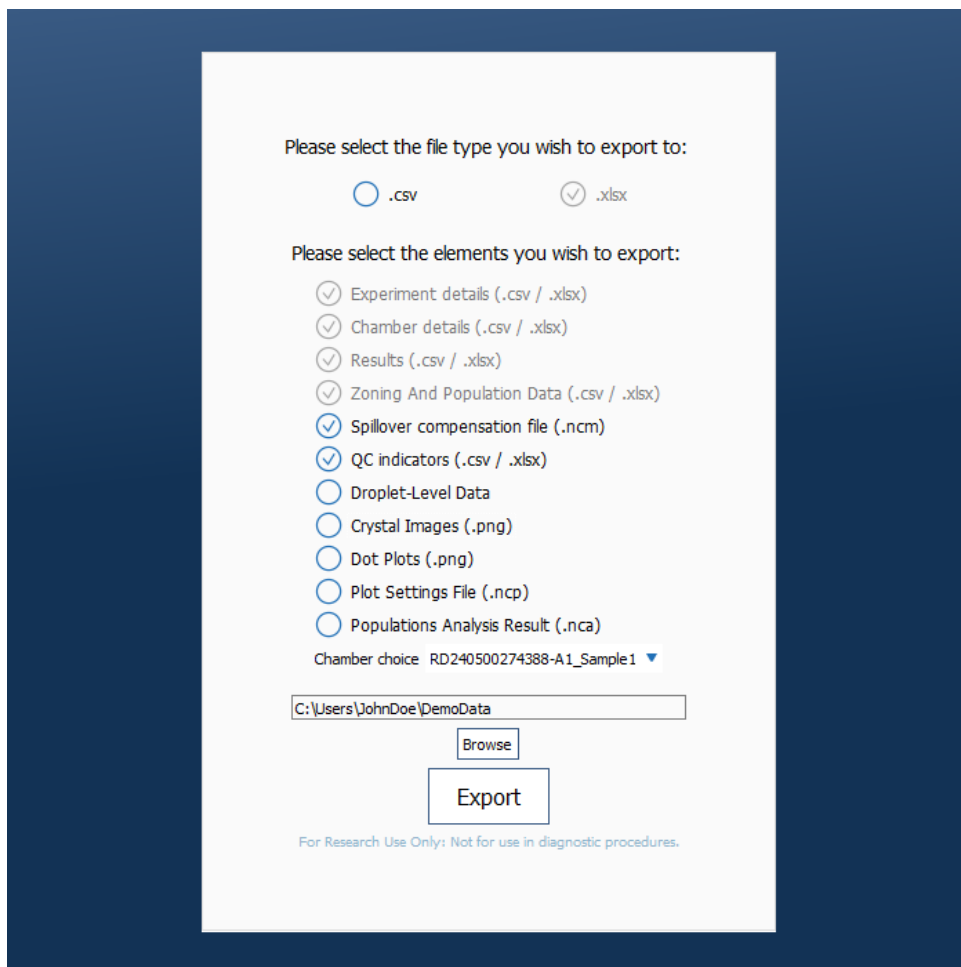 Please select the file type you wish to export to:
.csv .xlsx
Please select the elements you wish to export:
Experiment details (.csv / .xlsx)
Chamber details (.csv / .xlsx)
Results (.csv / .xlsx)
Zoning And Population Data (.csv / .xlsx)
Spillover compensation file (.ncm)
QC indicators (.csv / .xlsx)
Droplet-Level Data
Crystal Images (.png)
Dot Plots (.png)
Plot Settings File (.ncp)
Populations Analysis Result (.nca)
Chamber choice RD240500274388-A1_Sample1
C:\Users\JohnDoe\DemoData
Browse
Export
For Research Use Only: Not for use in diagnostic procedures.